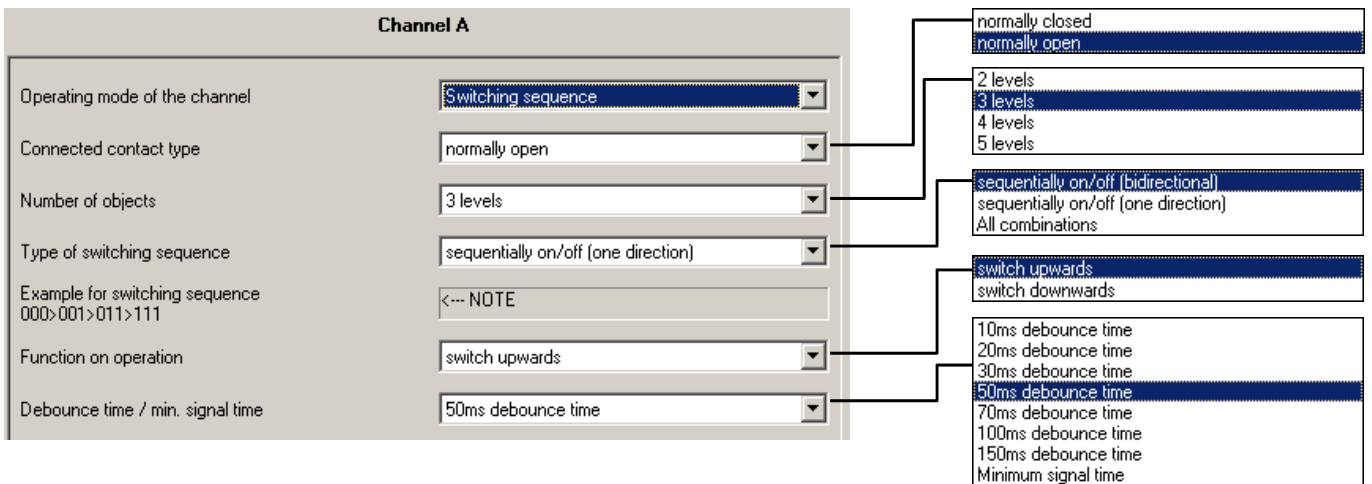 Channel A
Operating mode of the channel
Switching sequence
Connected contact type
normally open
Number of objects
3 levels
Type of switching sequence
sequentially on/off (one direction)
Example for switching sequence
000>001>011>111
<--- NOTE
Function on operation
switch upwards
Debounce time / min. signal time
50ms debounce time
normally closed
normally open
2 levels
3 levels
4 levels
5 levels
sequentially on/off (bidirectional)
sequentially on/off (one direction)
All combinations
switch upwards
switch downwards
10ms debounce time
20ms debounce time
30ms debounce time
50ms debounce time
70ms debounce time
100ms debounce time
150ms debounce time
Minimum signal time